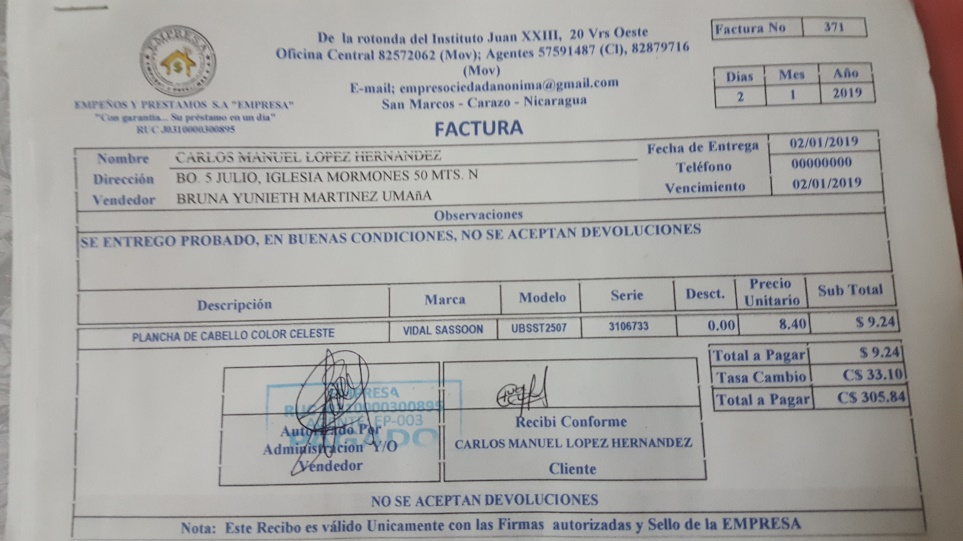 De la rotonda del Instituto Juan XXIII, 20 Vrs Oeste
Oficina Central 82572062 (Mov); Agentes 57591487 (Cl), 82879716
(Mov)
E-mail; empresociedadanonima@gmail.com
San Marcos - Carazo - Nicaragua
EMPRESA
EMPEÑOS Y PRESTAMOS S.A "EMPRESA"
"Con garantia... Su préstamo en un dia"
RUC J0310000300895
Factura No 371
Dias Mes Año
2 1 2019
FACTURA
Nombre CARLOS MANUEL LOPEZ HERNANDEZ
Dirección BO. 5 JULIO, IGLESIA MORMONES 50 MTS. N
Vendedor BRUNA YUNIETH MARTINEZ UMAñA
Fecha de Entrega 02/01/2019
Teléfono 00000000
Vencimiento 02/01/2019
Observaciones
SE ENTREGO PROBADO, EN BUENAS CONDICIONES, NO SE ACEPTAN DEVOLUCIONES
Descripción Marca Modelo Serie Desct. Precio Unitario Sub Total
PLANCHA DE CABELLO COLOR CELESTE VIDAL SASSOON UBSST2507 3106733 0.00 8.40 $ 9.24
Total a Pagar $ 9.24
Tasa Cambio C$ 33.10
Total a Pagar C$ 305.84
EP-003
PAGADO
Autorizado Por
Administración Y/O
Vendedor
Recibi Conforme
CARLOS MANUEL LOPEZ HERNANDEZ
Cliente
NO SE ACEPTAN DEVOLUCIONES
Nota: Este Recibo es válido Unicamente con las Firmas autorizadas y Sello de la EMPRESA